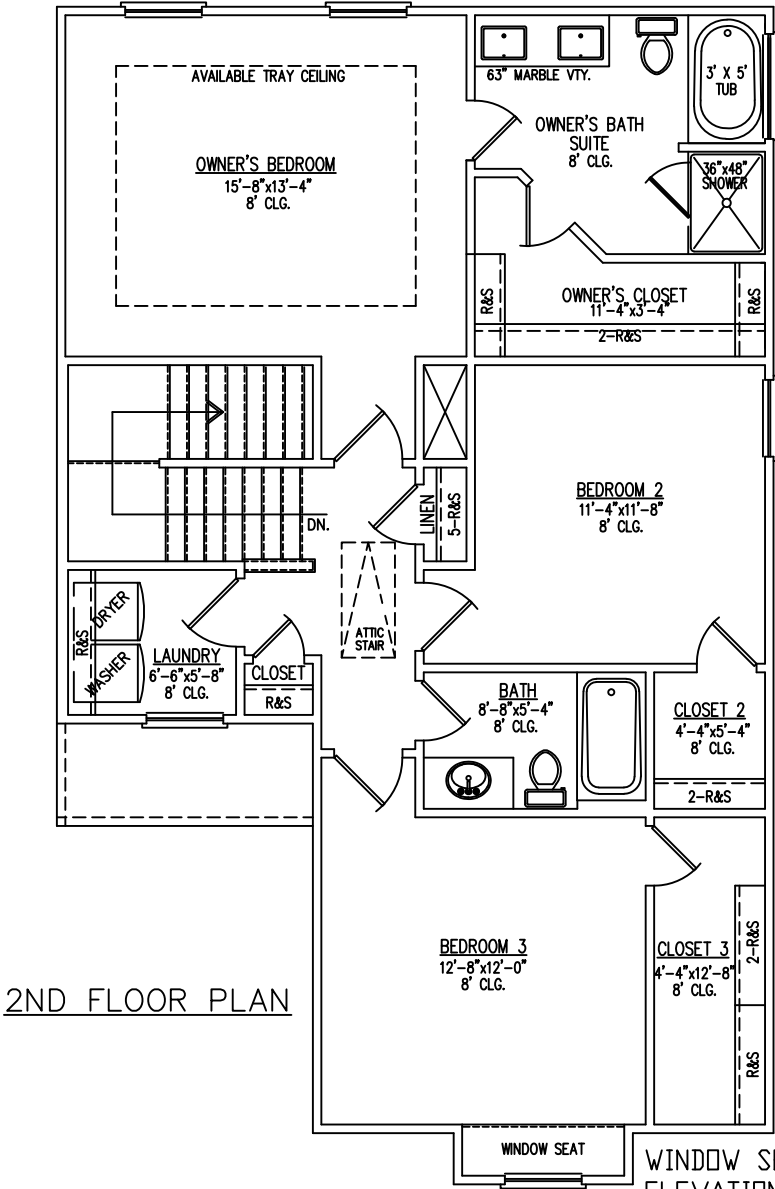 AVAILABLE TRAY CEILING
63" MARBLE VTY.
3' X 5'
TUB
OWNER'S BEDROOM
15'-8"x13'-4"
8' CLG.
OWNER'S BATH
SUITE
8' CLG.
36"x48"
SHOWER
R&S
OWNER'S CLOSET
11'-4"x3'-4"
2-R&S
R&S
DN.
LINEN
5-R&S
BEDROOM 2
11'-4"x11'-8"
8' CLG.
ATTIC
STAIR
R&S
DRYER
WASHER
LAUNDRY
6'-6"x5'-8"
8' CLG.
CLOSET
R&S
BATH
8'-8"x5'-4"
8' CLG.
CLOSET 2
4'-4"x5'-4"
8' CLG.
2-R&S
BEDROOM 3
12'-8"x12'-0"
8' CLG.
CLOSET 3
4'-4"x12'-8"
8' CLG.
2-R&S
R&S
2ND FLOOR PLAN
WINDOW SEAT
WINDOW